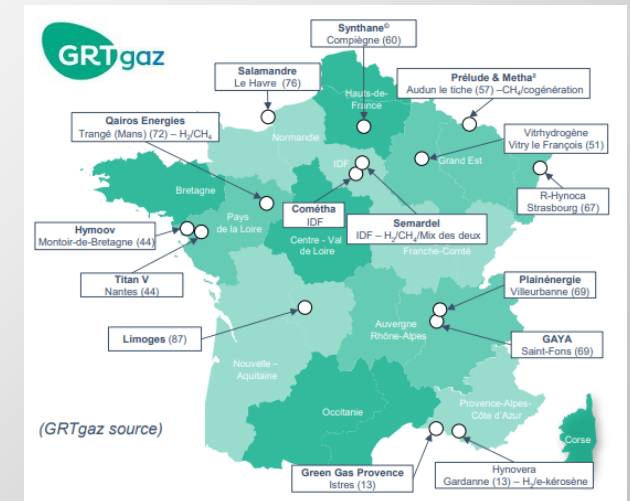 GRTgaz
Synthane©
Compiègne (60)
Salamandre
Le Havre (76)
Prélude & Metha²
Audun le tiche (57) –CH₄/cogénération
Hauts-de-
France
Qairos Energies
Trangé (Mans) (72) – H₂/CH₄
Normandie
Vitrhydrogène
Vitry le François (51)
IDF
Grand Est
Bretagne
R-Hynoca
Strasbourg (67)
Pays
de la Loire
Cométha
IDF
Semardel
IDF – H₂/CH₄/Mix des deux
Hymoov
Montoir-de-Bretagne (44)
Centre - Val
de Loire
Franche-Comté
Titan V
Nantes (44)
Plainénergie
Villeurbanne (69)
Limoges (87)
Auvergne
Rhône-Alpes
GAYA
Saint-Fons (69)
Nouvelle –
Aquitaine
Provence-Alpes-
Côte d'Azur
Occitanie
(GRTgaz source)
Corse
Green Gas Provence
Istres (13)
Hynovera
Gardanne (13) – H₂/e-kérosène